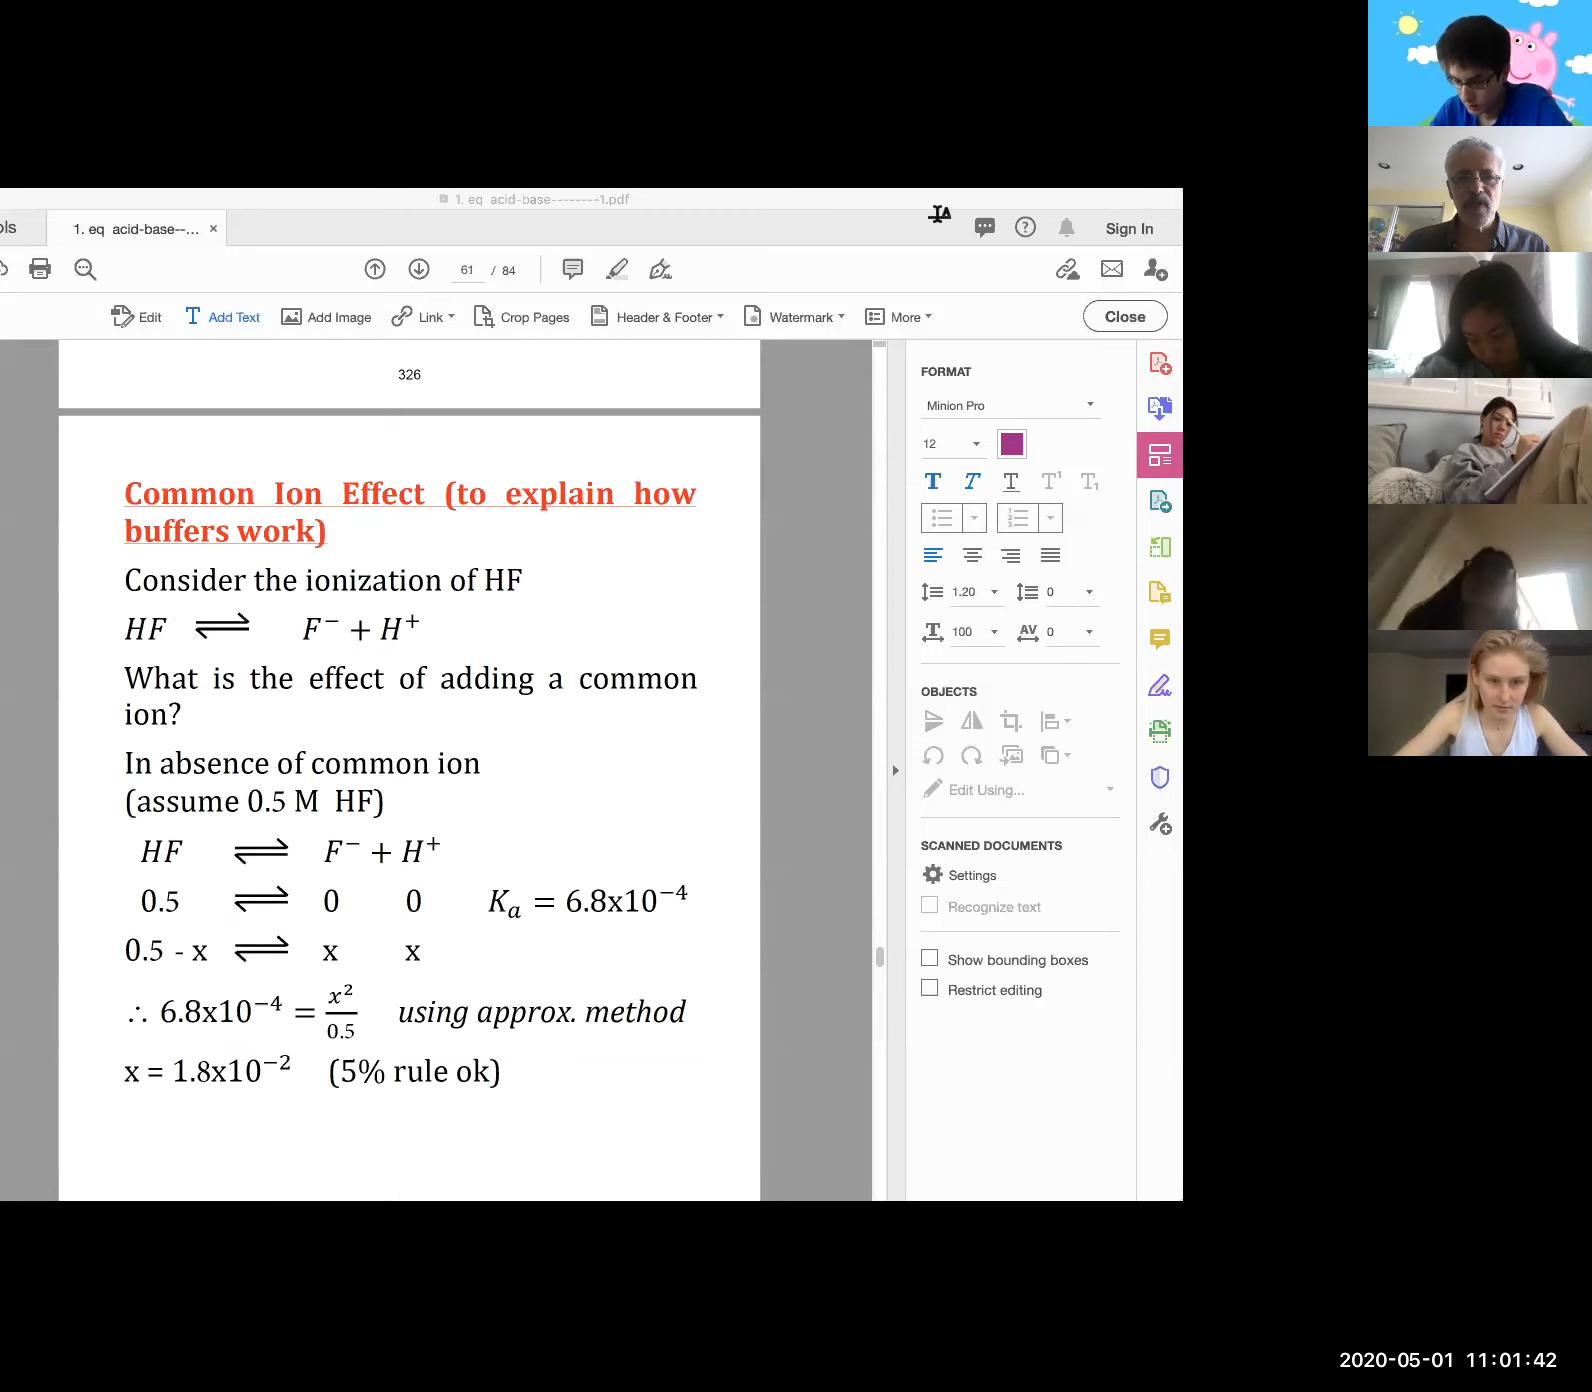 1. eq acid-base--------1.pdf
ols
1. eq acid-base--... ×
Sign In
61 / 84
Edit Add Text Add Image Link Crop Pages Header & Footer Watermark More Close
326
Common Ion Effect (to explain how
buffers work)
Consider the ionization of HF
HF ⇌ F⁻ + H⁺
What is the effect of adding a common
ion?
In absence of common ion
(assume 0.5 M HF)
HF ⇌ F⁻ + H⁺
0.5 ⇌ 0 0 Kₐ = 6.8x10⁻⁴
0.5 - x ⇌ x x
∴ 6.8x10⁻⁴ = x²/0.5 using approx. method
x = 1.8x10⁻² (5% rule ok)
FORMAT
Minion Pro
12
T T T T¹ T₁
1.20 0
100 AV 0
OBJECTS
Edit Using...
SCANNED DOCUMENTS
Settings
Recognize text
Show bounding boxes
Restrict editing
2020-05-01 11:01:42